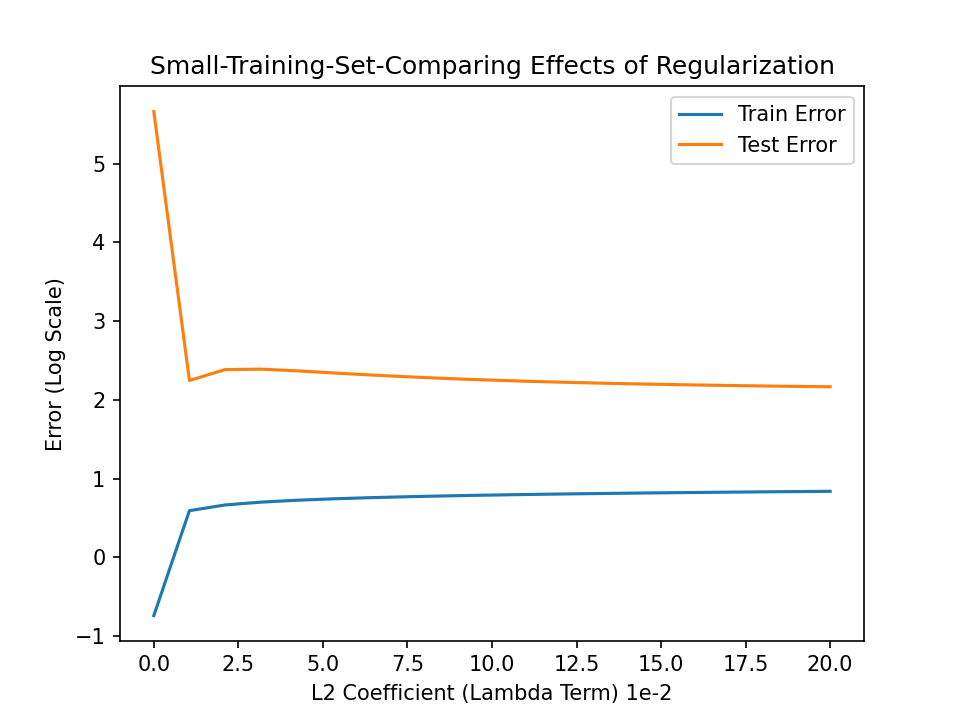 Small-Training-Set-Comparing Effects of Regularization
Train Error
Test Error
Error (Log Scale)
5
4
3
2
1
0
−1
0.0 2.5 5.0 7.5 10.0 12.5 15.0 17.5 20.0
L2 Coefficient (Lambda Term) 1e-2